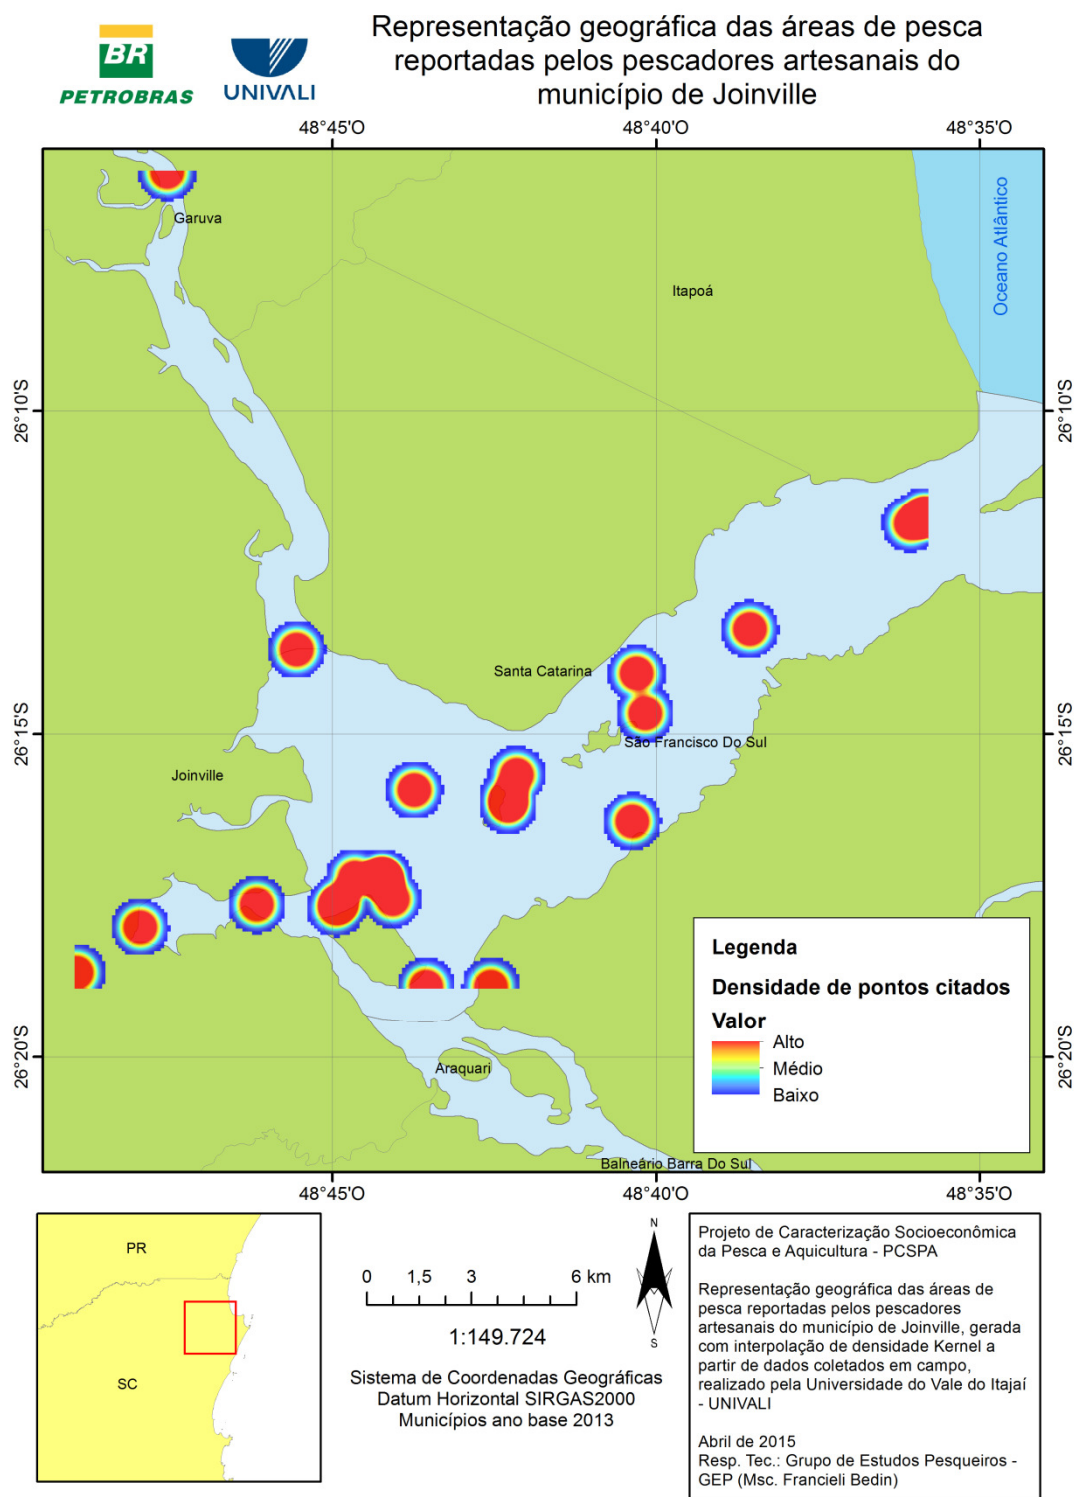 BR
PETROBRAS
UNIVALI
Representação geográfica das áreas de pesca
reportadas pelos pescadores artesanais do
município de Joinville
48°45'O
48°40'O
48°35'O
Garuva
Oceano Atlântico
Itapoá
26°10'S
26°10'S
Santa Catarina
26°15'S
26°15'S
São Francisco Do Sul
Joinville
Legenda
Densidade de pontos citados
Valor
Alto
Médio
Baixo
26°20'S
26°20'S
Araquari
Balneário Barra Do Sul
48°45'O
48°40'O
48°35'O
PR
SC
0 1,5 3 6 km
1:149.724
Sistema de Coordenadas Geográficas
Datum Horizontal SIRGAS2000
Municípios ano base 2013
N
S
Projeto de Caracterização Socioeconômica
da Pesca e Aquicultura - PCSPA
Representação geográfica das áreas de
pesca reportadas pelos pescadores
artesanais do município de Joinville, gerada
com interpolação de densidade Kernel a
partir de dados coletados em campo,
realizado pela Universidade do Vale do Itajaí
- UNIVALI
Abril de 2015
Resp. Tec.: Grupo de Estudos Pesqueiros -
GEP (Msc. Francieli Bedin)